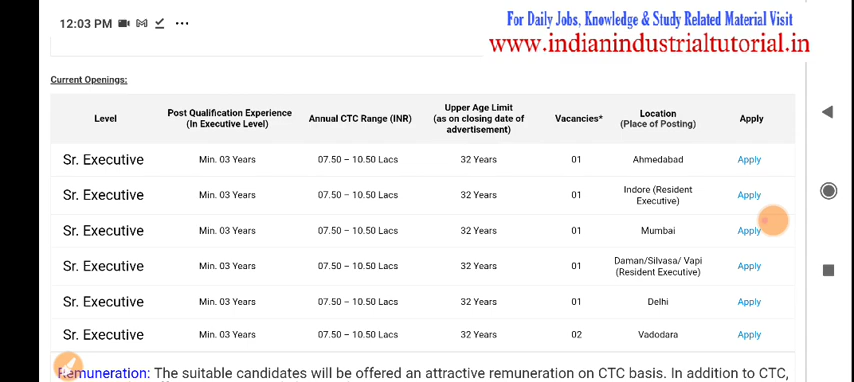 12:03 PM
For Daily Jobs, Knowledge & Study Related Material Visit
www.indianindustrialtutorial.in
Current Openings:
Level Post Qualification Experience (In Executive Level) Annual CTC Range (INR) Upper Age Limit (as on closing date of advertisement) Vacancies* Location (Place of Posting) Apply
Sr. Executive Min. 03 Years 07.50 – 10.50 Lacs 32 Years 01 Ahmedabad Apply
Sr. Executive Min. 03 Years 07.50 – 10.50 Lacs 32 Years 01 Indore (Resident Executive) Apply
Sr. Executive Min. 03 Years 07.50 – 10.50 Lacs 32 Years 01 Mumbai Apply
Sr. Executive Min. 03 Years 07.50 – 10.50 Lacs 32 Years 01 Daman/Silvasa/ Vapi (Resident Executive) Apply
Sr. Executive Min. 03 Years 07.50 – 10.50 Lacs 32 Years 01 Delhi Apply
Sr. Executive Min. 03 Years 07.50 – 10.50 Lacs 32 Years 02 Vadodara Apply
Remuneration: The suitable candidates will be offered an attractive remuneration on CTC basis. In addition to CTC,